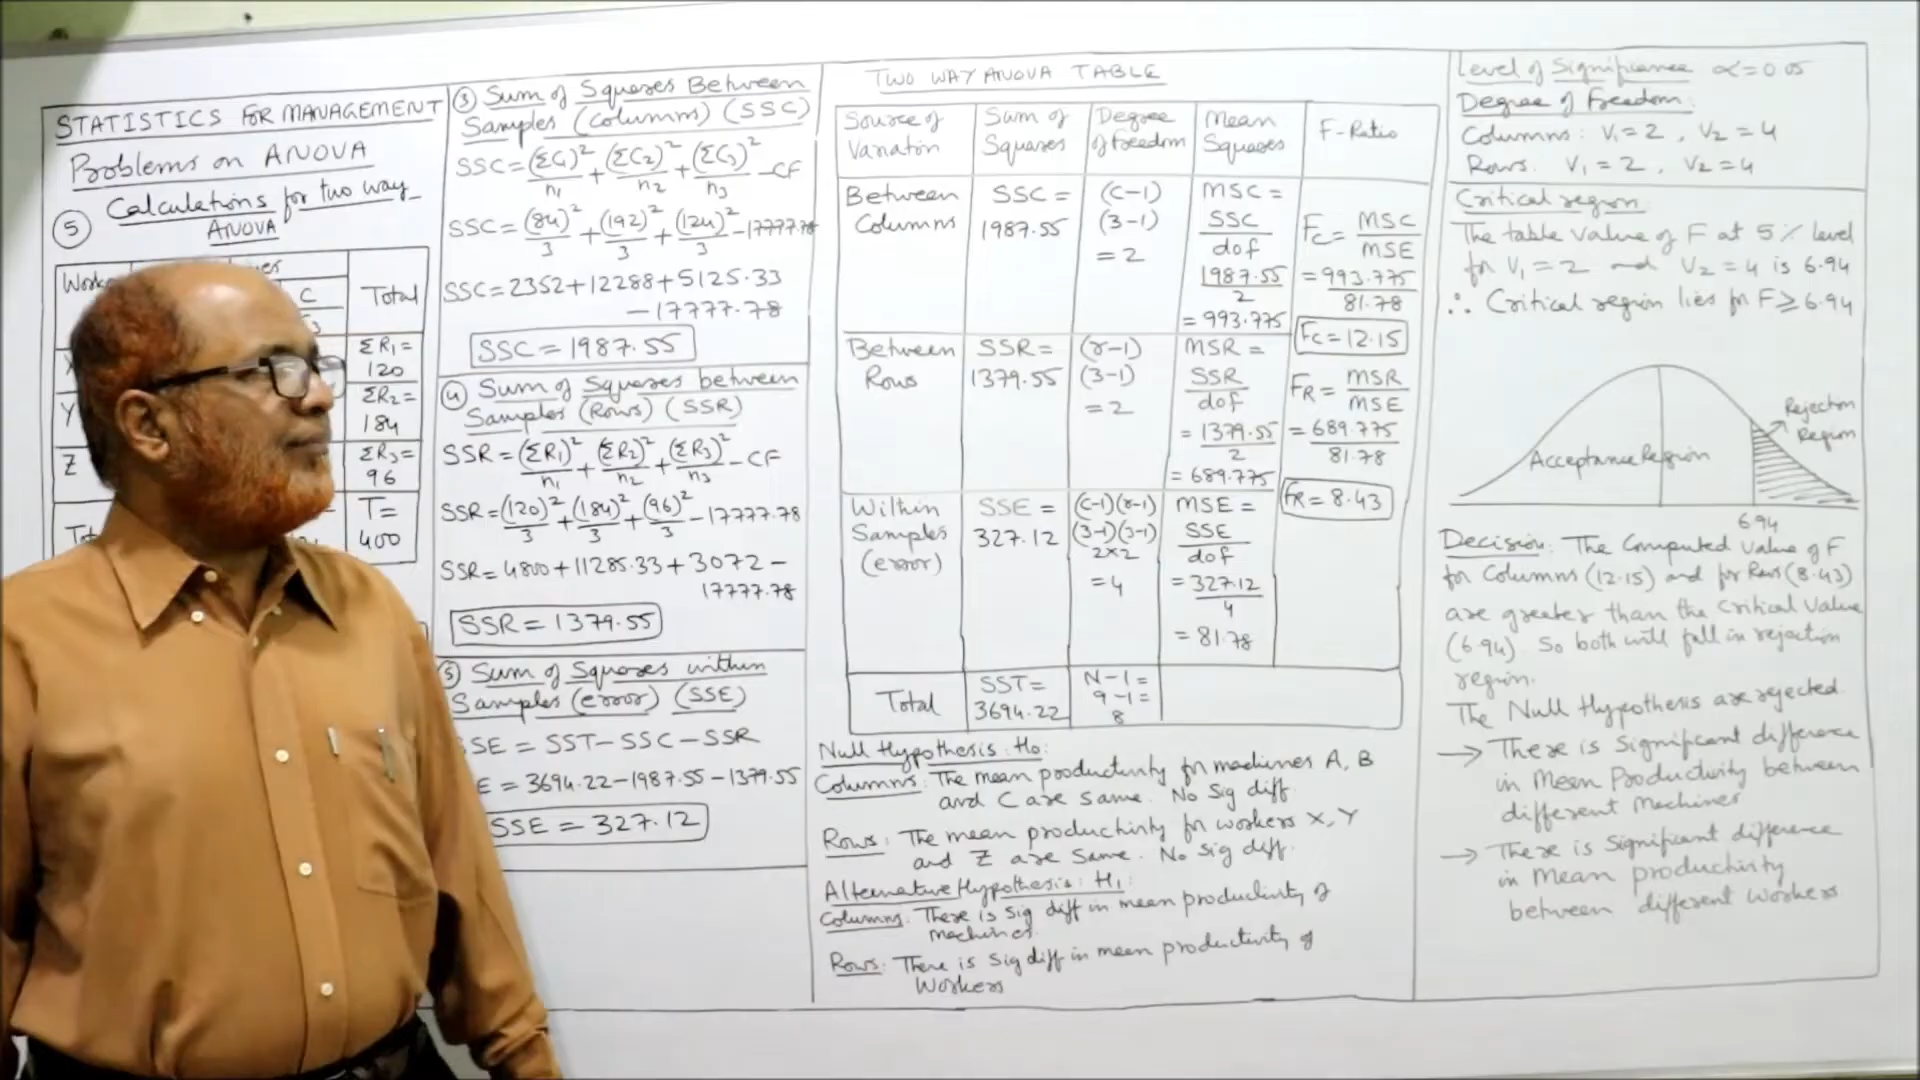 STATISTICS FOR MANAGEMENT
Problems on ANOVA
⑤ Calculations for two way
ANOVA
Total
C
ΣR₁ =
120
Y
ΣR₂ =
184
Z
ΣR₃ =
96
T =
400
③ Sum of Squares Between
Samples (Columns) (SSC)
SSC = (ΣC₁)²/n₁ + (ΣC₂)²/n₂ + (ΣC₃)²/n₃ - CF
SSC = (84)²/3 + (192)²/3 + (124)²/3 - 17777.78
SSC = 2352 + 12288 + 5125.33
- 17777.78
SSC = 1987.55
④ Sum of Squares between
Samples (Rows) (SSR)
SSR = (ΣR₁)²/n₁ + (ΣR₂)²/n₂ + (ΣR₃)²/n₃ - CF
SSR = (120)²/3 + (184)²/3 + (96)²/3 - 17777.78
SSR = 4800 + 11285.33 + 3072 -
17777.78
SSR = 1379.55
⑤ Sum of Squares within
Samples (error) (SSE)
SSE = SST - SSC - SSR
E = 3694.22 - 1987.55 - 1379.55
SSE = 327.12
TWO WAY ANOVA TABLE
Source of Variation
Sum of Squares
Degree of freedom
Mean Squares
F-Ratio
Between Columns
SSC =
1987.55
(C-1)
(3-1)
= 2
MSC =
SSC/dof
1987.55/2
= 993.775
Fc = MSC/MSE
= 993.775/81.78
Fc = 12.15
Between Rows
SSR =
1379.55
(r-1)
(3-1)
= 2
MSR =
SSR/dof
= 1379.55/2
= 689.775
FR = MSR/MSE
= 689.775/81.78
FR = 8.43
Within Samples (error)
SSE =
327.12
(C-1)(r-1)
(3-1)(3-1)
2×2
= 4
MSE =
SSE/dof
= 327.12/4
= 81.78
Total
SST =
3694.22
N-1 =
9-1 =
8
Null Hypothesis: H₀:
Columns: The mean productivity for machines A, B
and C are same. No Sig diff.
Rows: The mean productivity for workers X, Y
and Z are same. No sig diff.
Alternative Hypothesis: H₁:
Columns: There is Sig diff in mean productivity of
machines.
Rows: There is Sig diff in mean productivity of
Workers
Level of Significance α = 0.05
Degree of freedom:
Columns: V₁ = 2, V₂ = 4
Rows: V₁ = 2, V₂ = 4
Critical region:
The table value of F at 5% level
for V₁ = 2 and V₂ = 4 is 6.94
∴ Critical region lies for F ≥ 6.94
Rejection
Region
Acceptance Region
6.94
Decision: The Computed value of F
for Columns (12.15) and for Rows (8.43)
are greater than the critical value
(6.94). So both will fall in rejection
region.
The Null Hypothesis are rejected.
→ There is Significant difference
in Mean Productivity between
different Machines
→ There is Significant difference
in mean productivity
between different workers